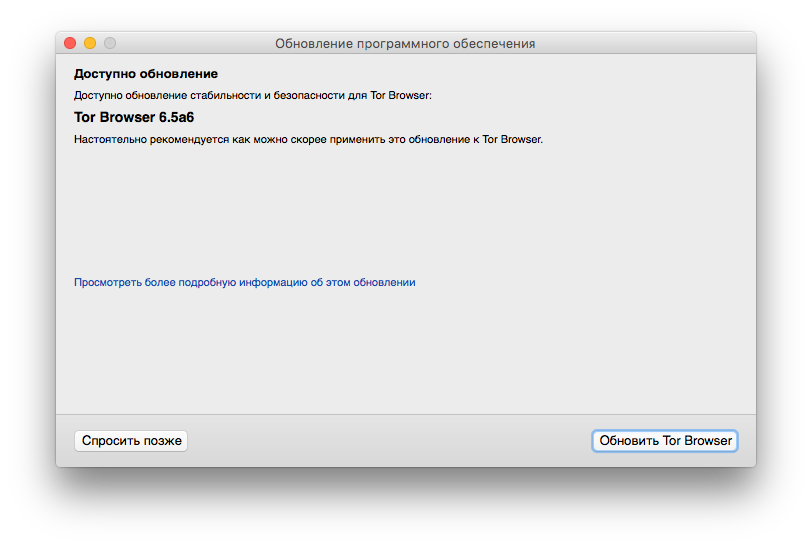 Обновление программного обеспечения
Доступно обновление
Доступно обновление стабильности и безопасности для Tor Browser:
Tor Browser 6.5a6
Настоятельно рекомендуется как можно скорее применить это обновление к Tor Browser.
Просмотреть более подробную информацию об этом обновлении
Спросить позже
Обновить Tor Browser